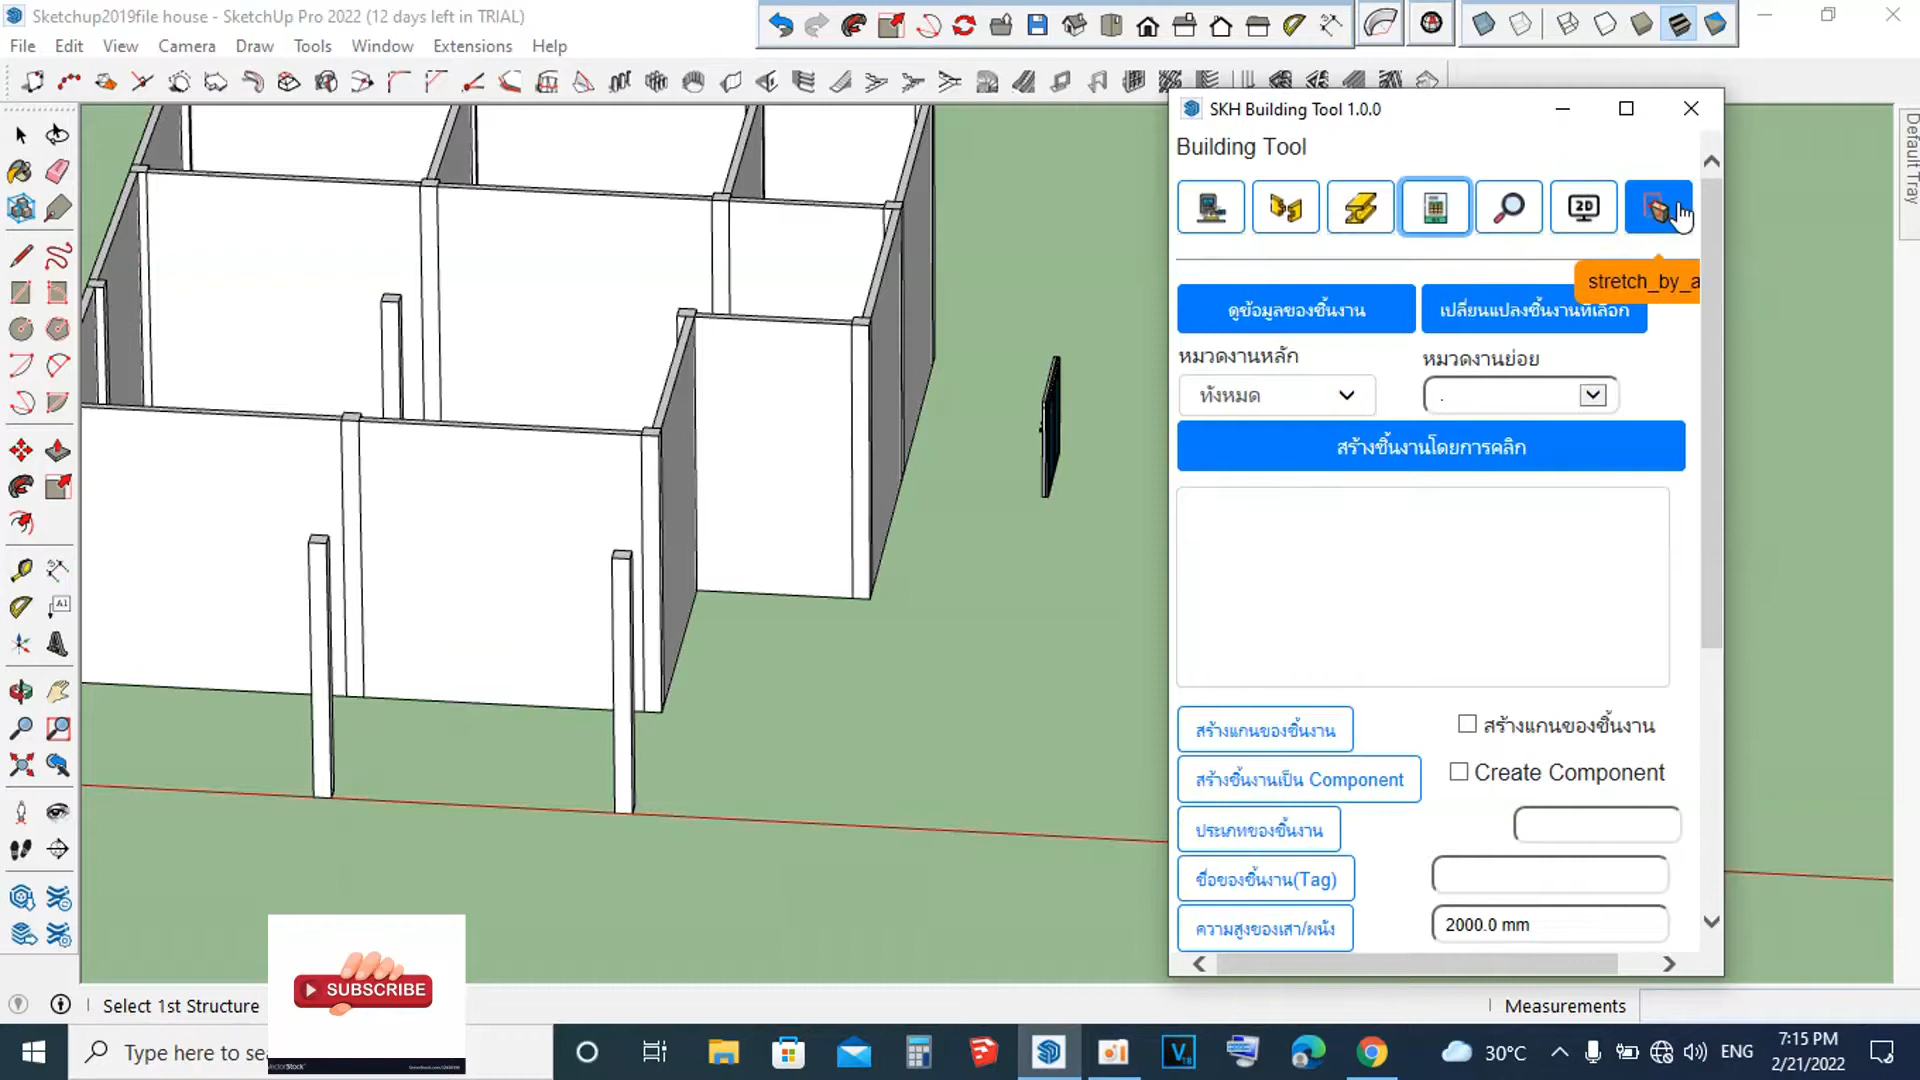 Sketchup2019file house - SketchUp Pro 2022 (12 days left in TRIAL)
File Edit View Camera Draw Tools Window Extensions Help
SKH Building Tool 1.0.0
Building Tool
2D
stretch_by_a
ดูข้อมูลของชิ้นงาน เปลี่ยนแปลงชิ้นงานที่เลือก
หมวดงานหลัก หมวดงานย่อย
ทั้งหมด .
สร้างชิ้นงานโดยการคลิก
สร้างแกนของชิ้นงาน สร้างแกนของชิ้นงาน
สร้างชิ้นงานเป็น Component Create Component
ประเภทของชิ้นงาน
ชื่อของชิ้นงาน(Tag)
ความสูงของเสา/ผนัง 2000.0 mm
Default Tray
A1
SUBSCRIBE
VectorStock
Select 1st Structure Measurements
Type here to sea 30°C ENG 7:15 PM
2/21/2022